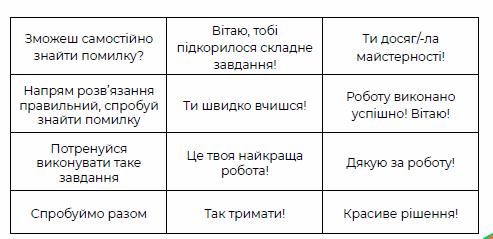 Зможеш самостійно
знайти помилку?
Вітаю, тобі
підкорилося складне
завдання!
Ти досяг/-ла
майстерності!
Напрям розв’язання
правильний, спробуй
знайти помилку
Ти швидко вчишся!
Роботу виконано
успішно! Вітаю!
Потренуйся
виконувати таке
завдання
Це твоя найкраща
робота!
Дякую за роботу!
Спробуймо разом
Так тримати!
Красиве рішення!